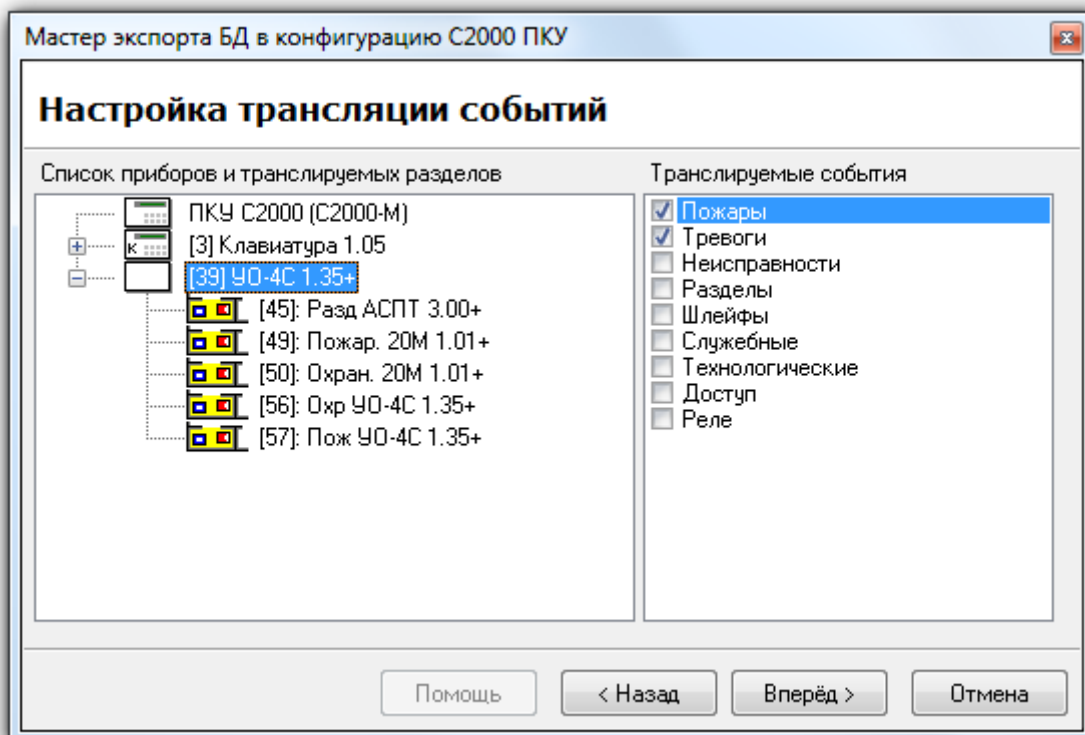 Мастер экспорта БД в конфигурацию С2000 ПКУ
Настройка трансляции событий
Список приборов и транслируемых разделов
ПКУ С2000 (С2000-М)
к
[3] Клавиатура 1.05
[39] УО-4С 1.35+
[45]: Разд АСПТ 3.00+
[49]: Пожар. 20М 1.01+
[50]: Охран. 20М 1.01+
[56]: Охр УО-4С 1.35+
[57]: Пож УО-4С 1.35+
Транслируемые события
Пожары
Тревоги
Неисправности
Разделы
Шлейфы
Служебные
Технологические
Доступ
Реле
Помощь
< Назад
Вперёд >
Отмена